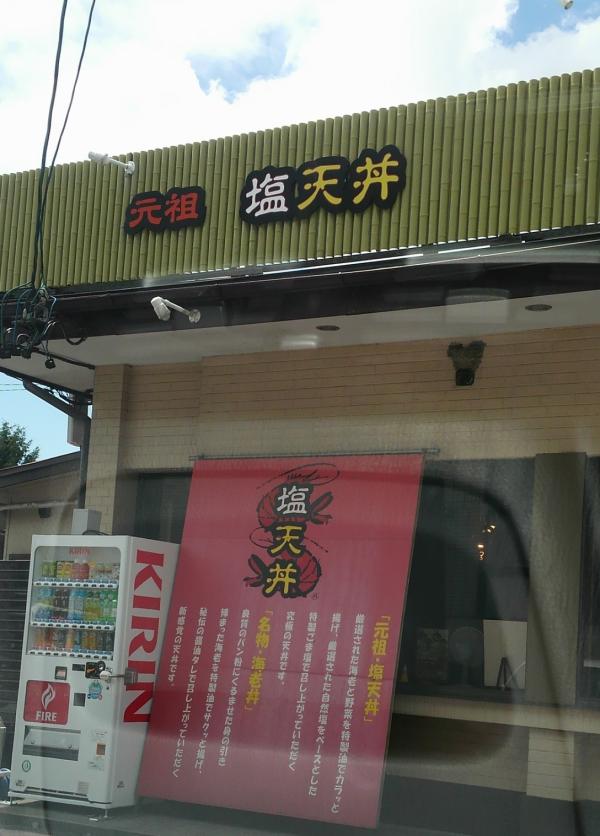 元祖 塩天丼
塩天丼
「元祖・塩天丼」
厳選された海老と野菜を特製油でカラッと
揚げ、厳選された自然塩をベースとした
特製ごま塩で召し上がっていただく
究極の天丼です。
「名物・海老丼」
良質のパン粉にくるませた身の引き
締まった海老を特製油でサクッと揚げ、
秘伝の醤油タレで召し上がっていただく
新感覚の天丼です。
KIRIN
KIRIN
FIRE